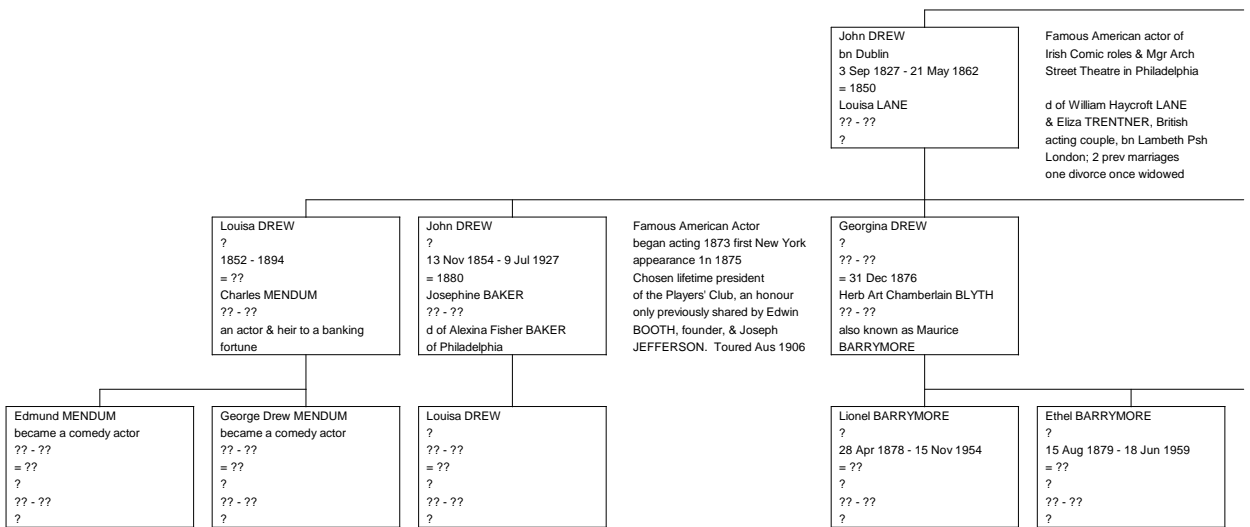 John DREW
bn Dublin
3 Sep 1827 - 21 May 1862
= 1850
Louisa LANE
?? - ??
?
Famous American actor of
Irish Comic roles & Mgr Arch
Street Theatre in Philadelphia
d of William Haycroft LANE
& Eliza TRENTNER, British
acting couple, bn Lambeth Psh
London; 2 prev marriages
one divorce once widowed
Louisa DREW
?
1852 - 1894
= ??
Charles MENDUM
?? - ??
an actor & heir to a banking
fortune
John DREW
?
13 Nov 1854 - 9 Jul 1927
= 1880
Josephine BAKER
?? - ??
d of Alexina Fisher BAKER
of Philadelphia
Famous American Actor
began acting 1873 first New York
appearance 1n 1875
Chosen lifetime president
of the Players' Club, an honour
only previously shared by Edwin
BOOTH, founder, & Joseph
JEFFERSON.  Toured Aus 1906
Georgina DREW
?
?? - ??
= 31 Dec 1876
Herb Art Chamberlain BLYTH
?? - ??
also known as Maurice
BARRYMORE
Edmund MENDUM
became a comedy actor
?? - ??
= ??
?
?? - ??
?
George Drew MENDUM
became a comedy actor
?? - ??
= ??
?
?? - ??
?
Louisa DREW
?
?? - ??
= ??
?
?? - ??
?
Lionel BARRYMORE
?
28 Apr 1878 - 15 Nov 1954
= ??
?
?? - ??
?
Ethel BARRYMORE
?
15 Aug 1879 - 18 Jun 1959
= ??
?
?? - ??
?